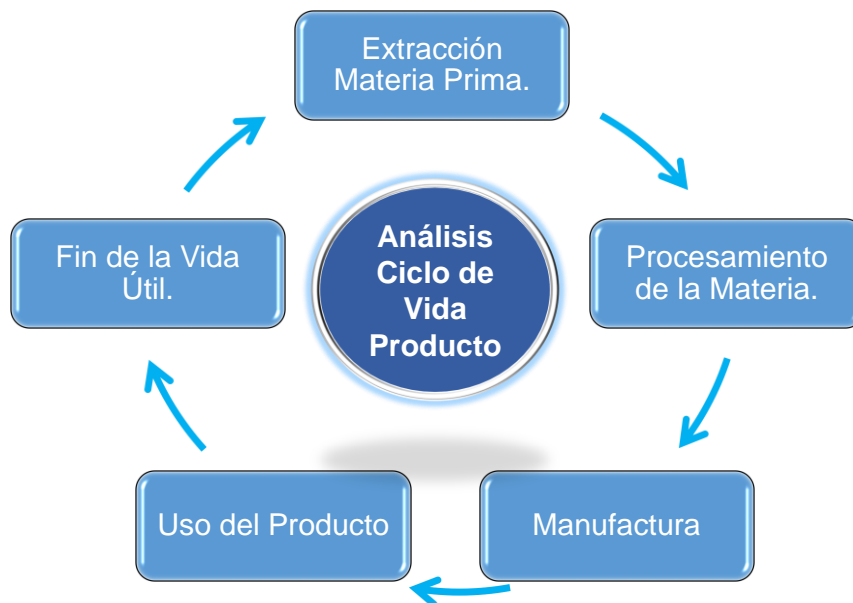 Extracción
Materia Prima.
Procesamiento
de la Materia.
Manufactura
Uso del Producto
Fin de la Vida
Útil.
Análisis
Ciclo de
Vida
Producto